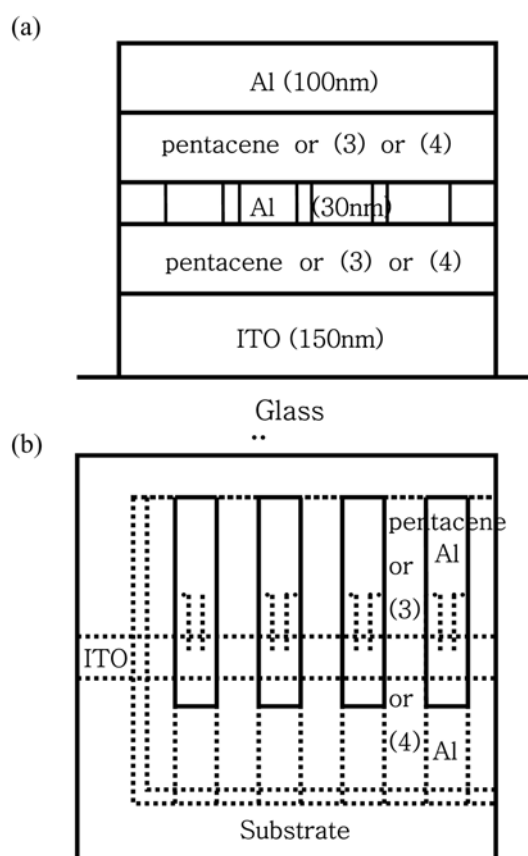 (a)
Al (100nm)
pentacene or (3) or (4)
Al (30nm)
pentacene or (3) or (4)
ITO (150nm)
Glass
(b)
pentacene
Al
or
(3)
ITO
or
(4)
Al
Substrate